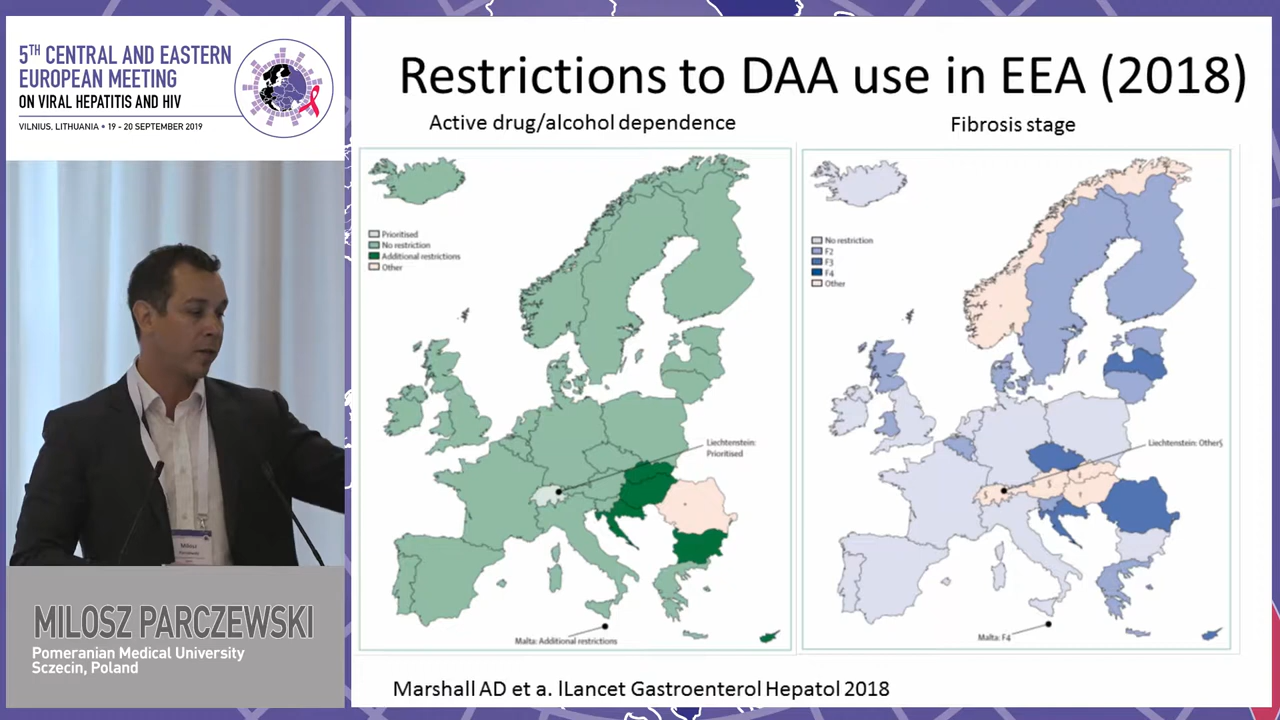 5TH CENTRAL AND EASTERN
EUROPEAN MEETING
ON VIRAL HEPATITIS AND HIV
VILNIUS, LITHUANIA • 19 - 20 SEPTEMBER 2019
Restrictions to DAA use in EEA (2018)
Active drug/alcohol dependence
Prioritised
No restriction
Additional restrictions
Other
Liechtenstein:
Prioritised
Malta: Additional restrictions
Fibrosis stage
No restriction
F2
F3
F4
Other
Liechtenstein: Other§
Malta: F4
Marshall AD et a. lLancet Gastroenterol Hepatol 2018
Milosz
MILOSZ PARCZEWSKI
Pomeranian Medical University
Sczecin, Poland